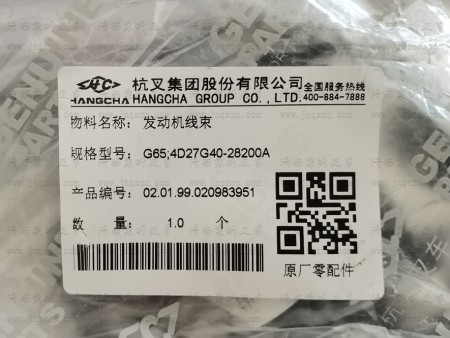 HC
HANGCHA
杭叉集团股份有限公司
HANGCHA GROUP CO., LTD.
全国服务热线
400-884-7888
物料名称: 发动机线束
规格型号: G65;4D27G40-28200A
产品编号: 02.01.99.020983951
数 量: 1.0 个
原厂零配件
GENUINE
PARTS